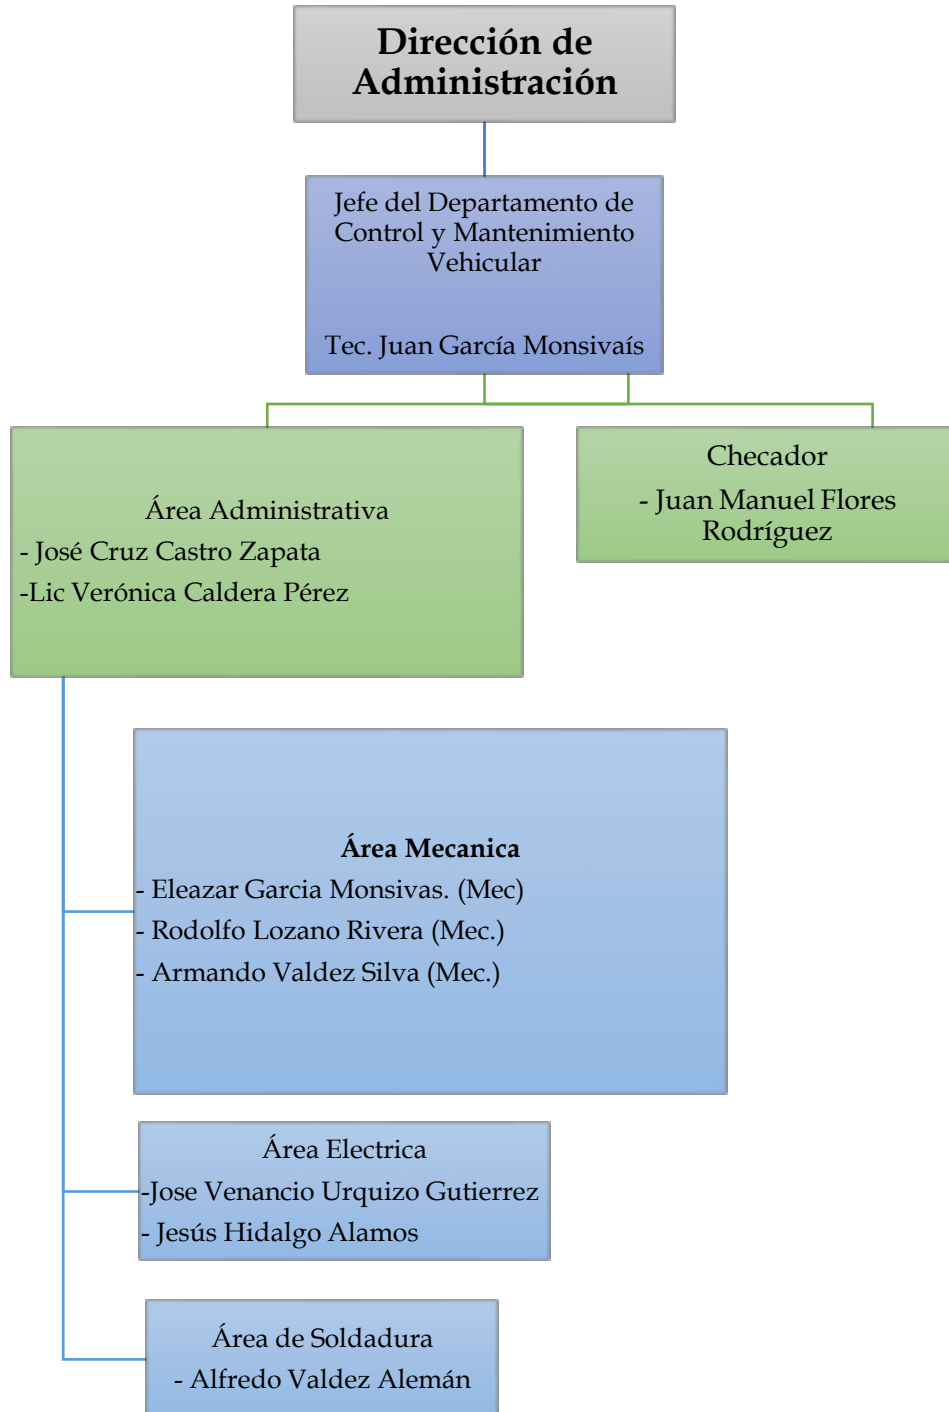 Dirección de
Administración
Jefe del Departamento de
Control y Mantenimiento
Vehicular
Tec. Juan García Monsivaís
Área Administrativa
- José Cruz Castro Zapata
-Lic Verónica Caldera Pérez
Checador
- Juan Manuel Flores
Rodríguez
Área Mecanica
- Eleazar Garcia Monsivas. (Mec)
- Rodolfo Lozano Rivera (Mec.)
- Armando Valdez Silva (Mec.)
Área Electrica
-Jose Venancio Urquizo Gutierrez
- Jesús Hidalgo Alamos
Área de Soldadura
- Alfredo Valdez Alemán